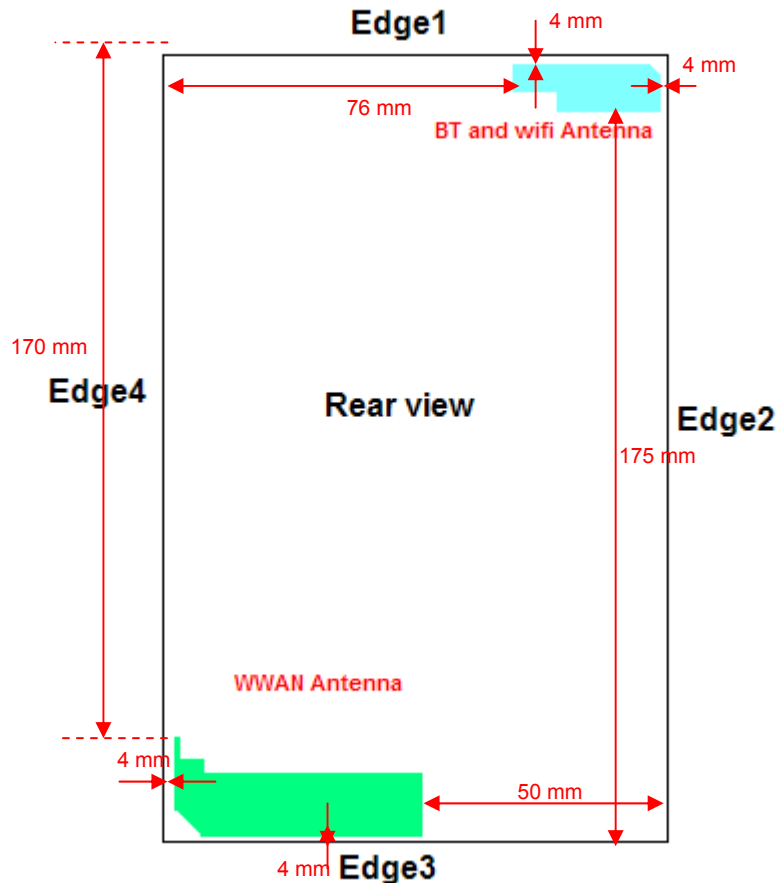 Edge1
4 mm
4 mm
76 mm
BT and wifi Antenna
170 mm
Edge4
Rear view
Edge2
175 mm
WWAN Antenna
4 mm
50 mm
4 mm
Edge3